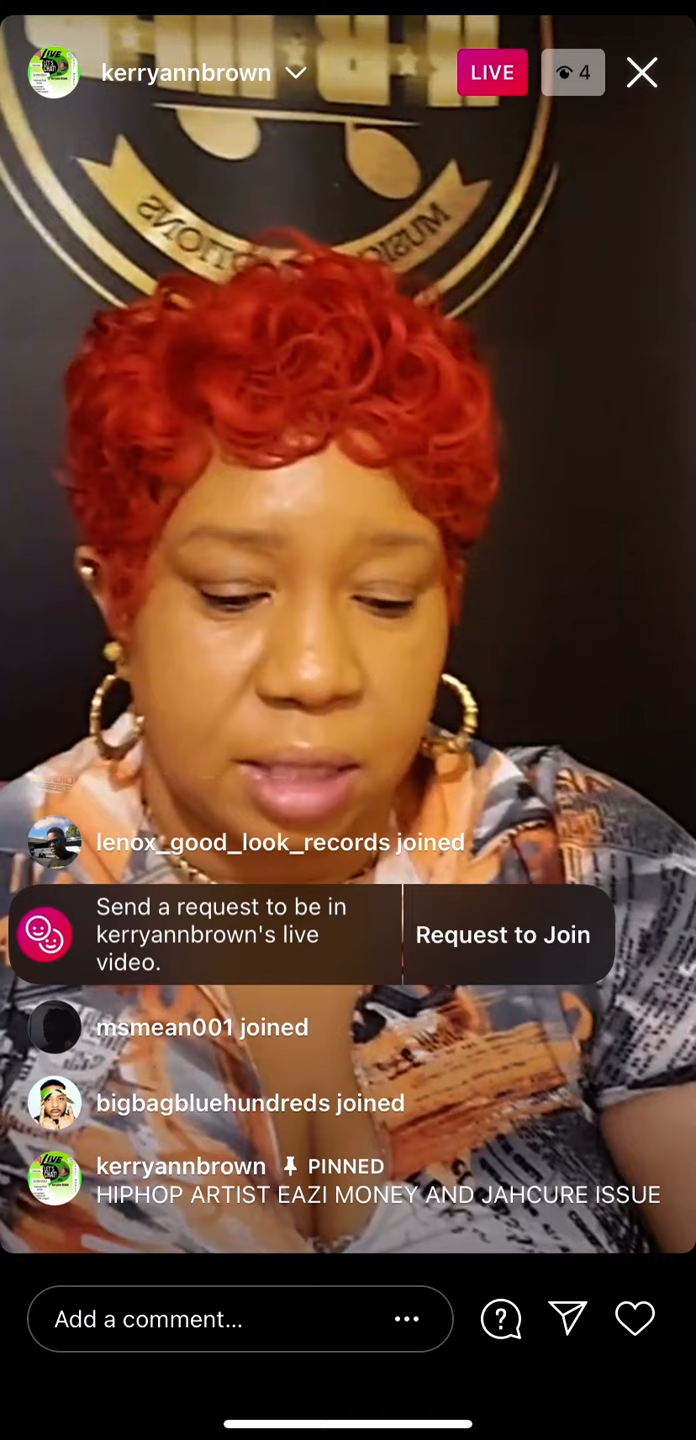 kerryannbrown
LIVE
4
lenox_good_look_records joined
Send a request to be in
kerryannbrown's live
video.
Request to Join
msmean001 joined
bigbagbluehundreds joined
kerryannbrown PINNED
HIPHOP ARTIST EAZI MONEY AND JAHCURE ISSUE
Add a comment...